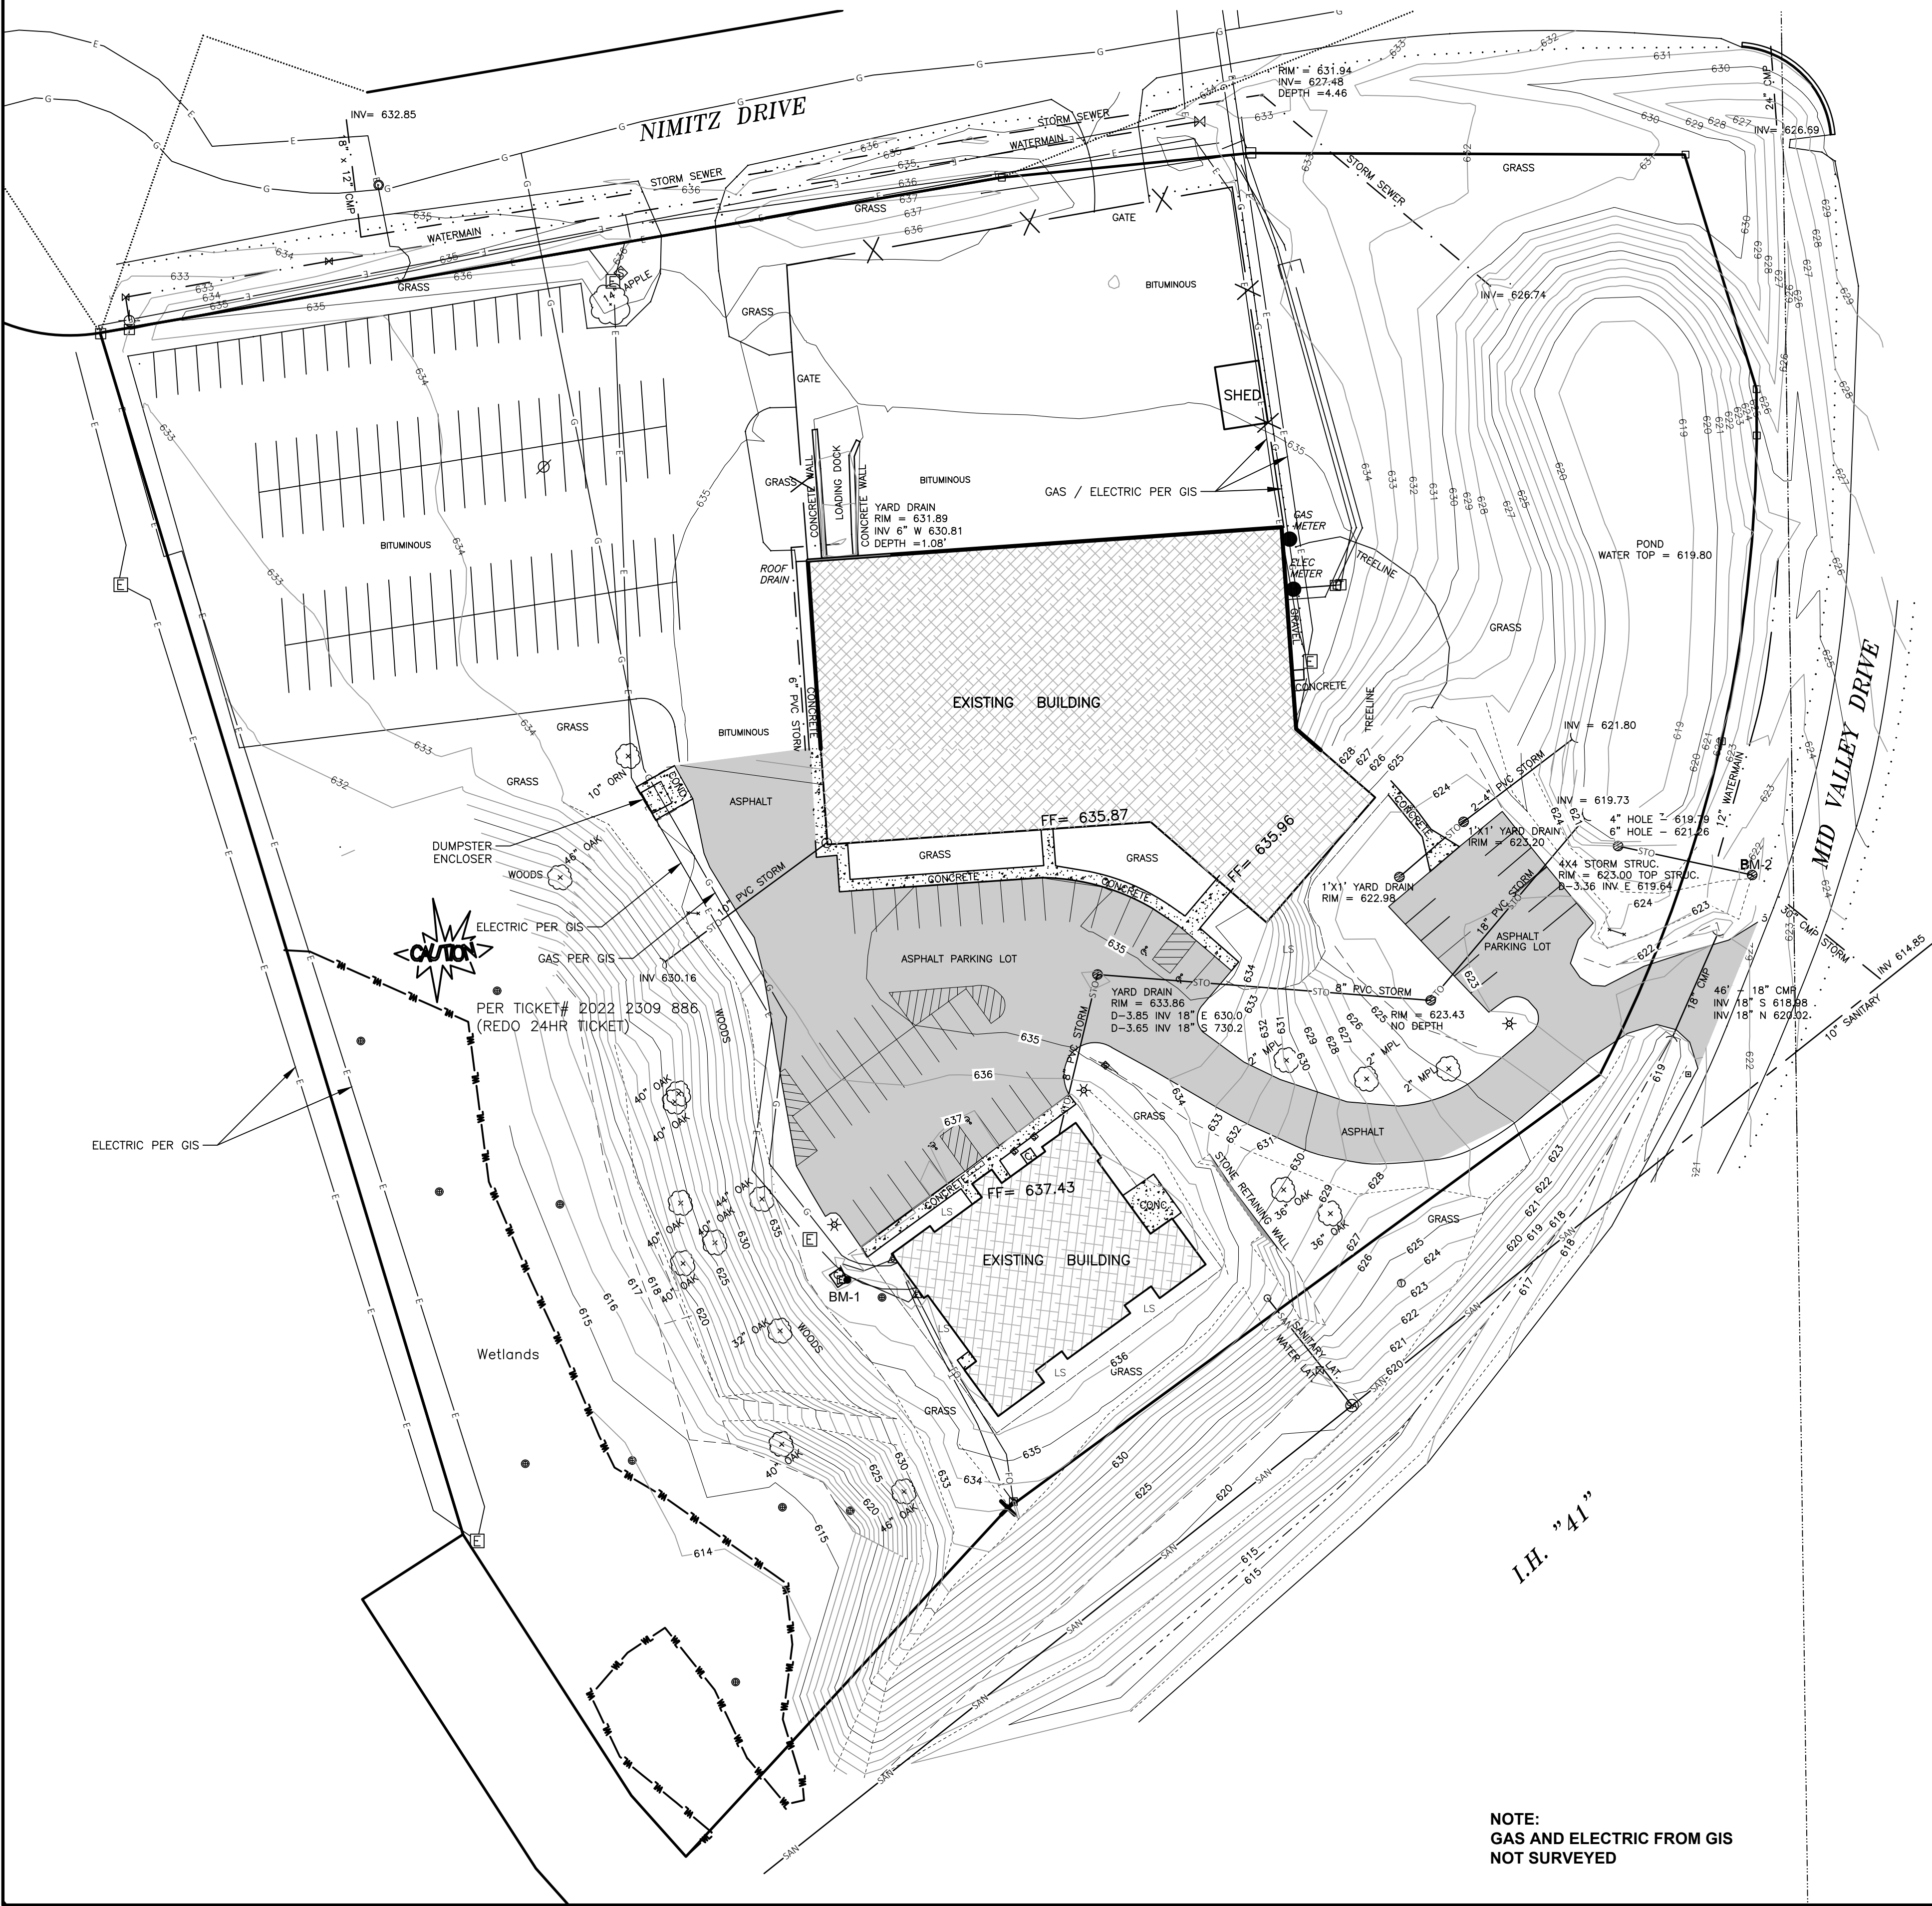 NIMITZ DRIVE
INV= 632.85
18" x 12" CMP
STORM SEWER
WATERMAIN
STORM SEWER
WATERMAIN
RIM = 631.94
INV= 627.48
DEPTH =4.46
STORM SEWER
24" CMP
INV= 626.69
GRASS
INV= 626.74
GRASS
GATE
GRASS
14" APPLE
GRASS
BITUMINOUS
GATE
SHED
GRASS
CONCRETE WALL
LOADING DOCK
CONCRETE WALL
BITUMINOUS
GAS / ELECTRIC PER GIS
YARD DRAIN
RIM = 631.89
INV 6" W 630.81
DEPTH =1.08'
BITUMINOUS
GAS
METER
ELEC
METER
TREELINE
POND
WATER TOP = 619.80
ROOF
DRAIN
GRAVEL
GRASS
CONCRETE
TREELINE
6" PVC STORM
CONCRETE
EXISTING BUILDING
GRASS
BITUMINOUS
GRASS
10" ORN
COND
ASPHALT
FF= 635.87
FF= 635.96
INV = 621.80
2-4" PVC STORM
INV = 619.73
4" HOLE - 619.79
6" HOLE - 621.26
12" WATERMAIN
MID VALLEY DRIVE
CONCRETE
1'X1' YARD DRAIN
RIM = 623.20
DUMPSTER
ENCLOSER
46" OAK
WOODS
GRASS
GRASS
CONCRETE
CONCRETE
1'X1' YARD DRAIN
RIM = 622.98
4X4 STORM STRUC.
RIM = 623.00 TOP STRUC.
D-3.36 INV E 619.64
BM-2
10" PVC STORM
18" PVC STORM
ELECTRIC PER GIS
CAUTION
GAS PER GIS
INV 630.16
ASPHALT PARKING LOT
LS
ASPHALT
PARKING LOT
30" CMP STORM
INV 614.85
PER TICKET# 2022 2309 886
(REDO 24HR TICKET)
WOODS
YARD DRAIN
RIM = 633.86
D-3.85 INV 18" E 630.0
D-3.65 INV 18" S 730.2
8" PVC STORM
RIM = 623.43
NO DEPTH
18" CMP
46' - 18" CMP
INV 18" S 618.98
INV 18" N 620.02
10" SANITARY
8" PVC STORM
2" MPL
2" MPL
2" MPL
40" OAK
40" OAK
GRASS
ASPHALT
ELECTRIC PER GIS
STONE RETAINING WALL
44" OAK
40" OAK
40" OAK
40" OAK
CONCRETE
FF= 637.43
CONC.
LS
36" OAK
36" OAK
GRASS
EXISTING BUILDING
BM-1
32" OAK
WOODS
LS
LS
LS
GRASS
SANITARY LAT.
WATER LAT.
Wetlands
GRASS
40" OAK
46" OAK
I.H. "41"
NOTE:
GAS AND ELECTRIC FROM GIS
NOT SURVEYED